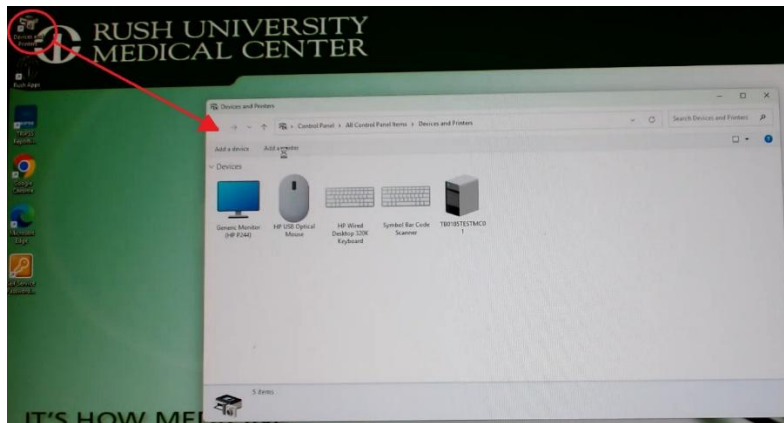 RUSH UNIVERSITY
MEDICAL CENTER
Devices and
Printers
Rush Apps
Google
Chrome
Microsoft
Edge
Devices and Printers
Control Panel > All Control Panel Items > Devices and Printers
Search Devices and Printers
Add a device Add a printer
Devices
Generic Monitor
(HP P244)
HP USB Optical
Mouse
HP Wired
Desktop 320K
Keyboard
Symbol Bar Code
Scanner
TB0185TESTMC0
1
5 items
IT'S HOW